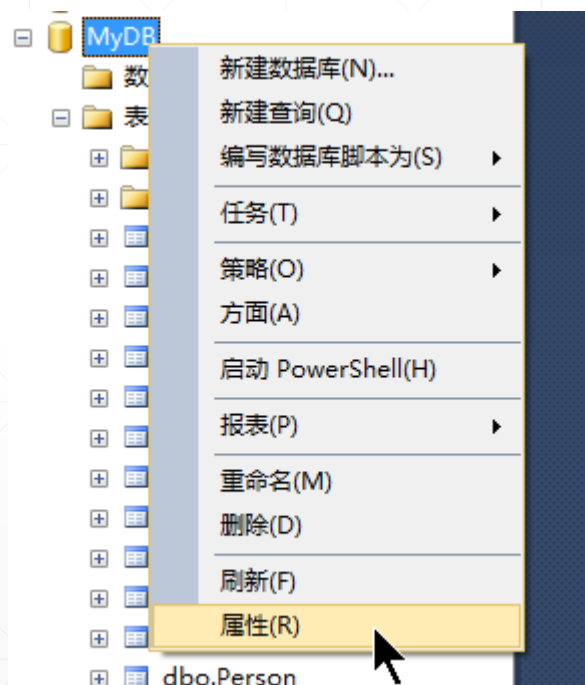 MyDB
数
新建数据库(N)...
新建查询(Q)
表
编写数据库脚本为(S)
任务(T)
策略(O)
方面(A)
启动 PowerShell(H)
报表(P)
重命名(M)
删除(D)
刷新(F)
属性(R)
dbo.Person